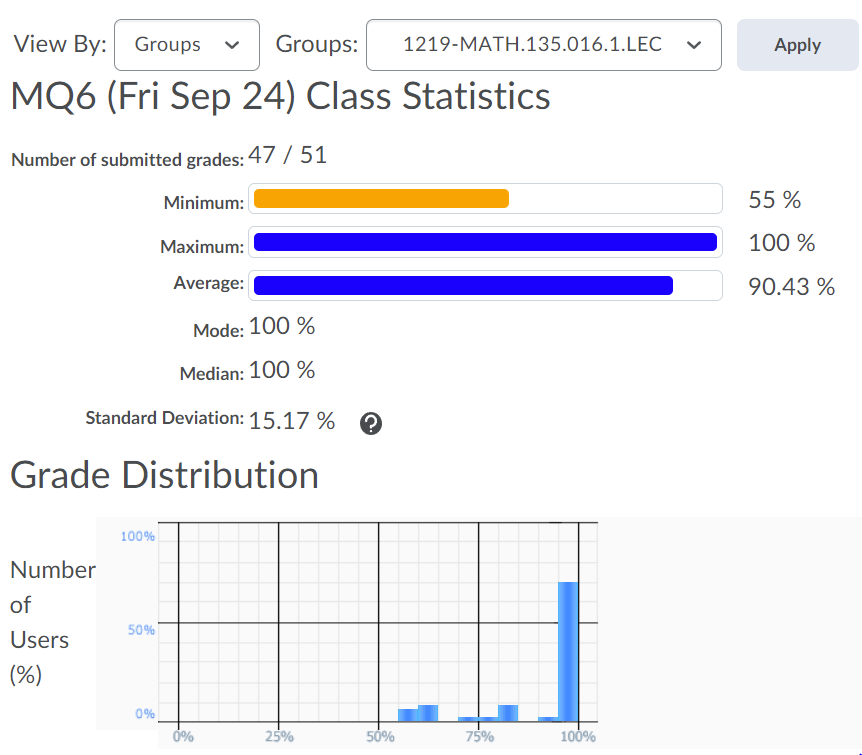 View By: Groups Groups: 1219-MATH.135.016.1.LEC Apply
MQ6 (Fri Sep 24) Class Statistics
Number of submitted grades: 47 / 51
Minimum: 55 %
Maximum: 100 %
Average: 90.43 %
Mode: 100 %
Median: 100 %
Standard Deviation: 15.17 % ?
Grade Distribution
Number
of
Users
(%)
100%
50%
0%
0% 25% 50% 75% 100%